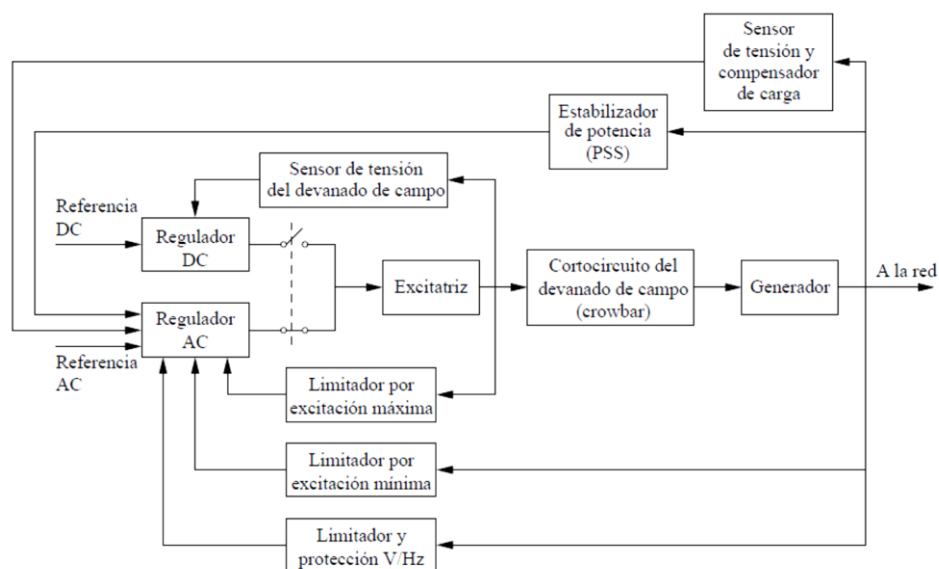 Sensor
de tensión y
compensador
de carga
Estabilizador
de potencia
(PSS)
Sensor de tensión
del devanado de campo
Referencia
DC
Regulador
DC
Excitatriz
Cortocircuito del
devanado de campo
(crowbar)
Generador
A la red
Regulador
AC
Referencia
AC
Limitador por
excitación máxima
Limitador por
excitación mínima
Limitador y
protección V/Hz